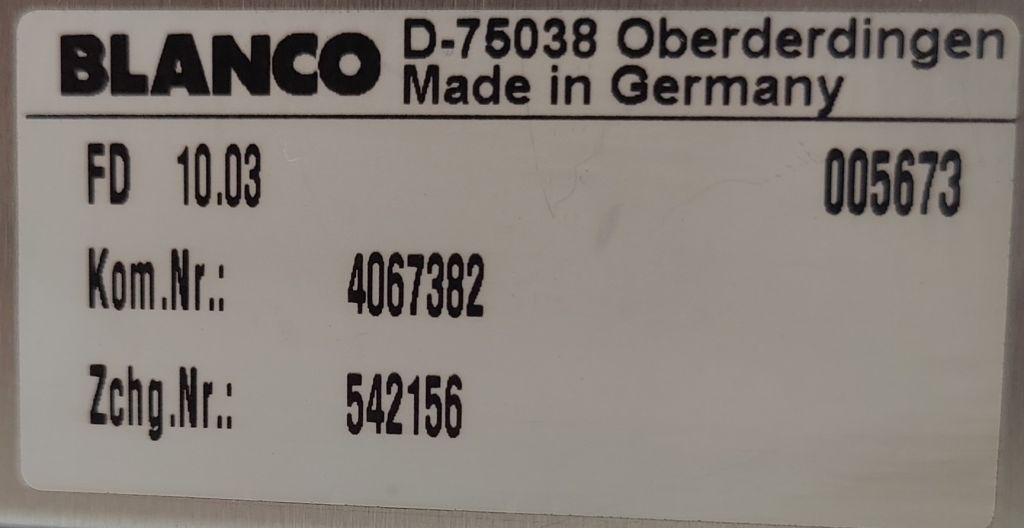 BLANCO D-75038 Oberderdingen
Made in Germany
FD 10.03 005673
Kom.Nr.: 4067382
Zchg.Nr.: 542156